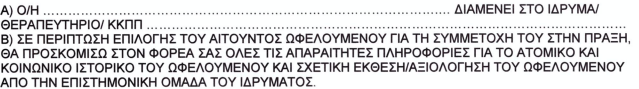 Α) Ο/Η ........................................................................................ ΔΙΑΜΕΝΕΙ ΣΤΟ ΙΔΡΥΜΑ/
ΘΕΡΑΠΕΥΤΗΡΙΟ/ ΚΚΠΠ ........................................................................................
Β) ΣΕ ΠΕΡΙΠΤΩΣΗ ΕΠΙΛΟΓΗΣ ΤΟΥ ΑΙΤΟΥΝΤΟΣ ΩΦΕΛΟΥΜΕΝΟΥ ΓΙΑ ΤΗ ΣΥΜΜΕΤΟΧΗ ΤΟΥ ΣΤΗΝ ΠΡΑΞΗ,
ΘΑ ΠΡΟΣΚΟΜΙΣΩ ΣΤΟΝ ΦΟΡΕΑ ΣΑΣ ΟΛΕΣ ΤΙΣ ΑΠΑΡΑΙΤΗΤΕΣ ΠΛΗΡΟΦΟΡΙΕΣ ΓΙΑ ΤΟ ΑΤΟΜΙΚΟ ΚΑΙ
ΚΟΙΝΩΝΙΚΟ ΙΣΤΟΡΙΚΟ ΤΟΥ ΩΦΕΛΟΥΜΕΝΟΥ ΚΑΙ ΣΧΕΤΙΚΗ ΕΚΘΕΣΗ/ΑΞΙΟΛΟΓΗΣΗ ΤΟΥ ΩΦΕΛΟΥΜΕΝΟΥ
ΑΠΟ ΤΗΝ ΕΠΙΣΤΗΜΟΝΙΚΗ ΟΜΑΔΑ ΤΟΥ ΙΔΡΥΜΑΤΟΣ.